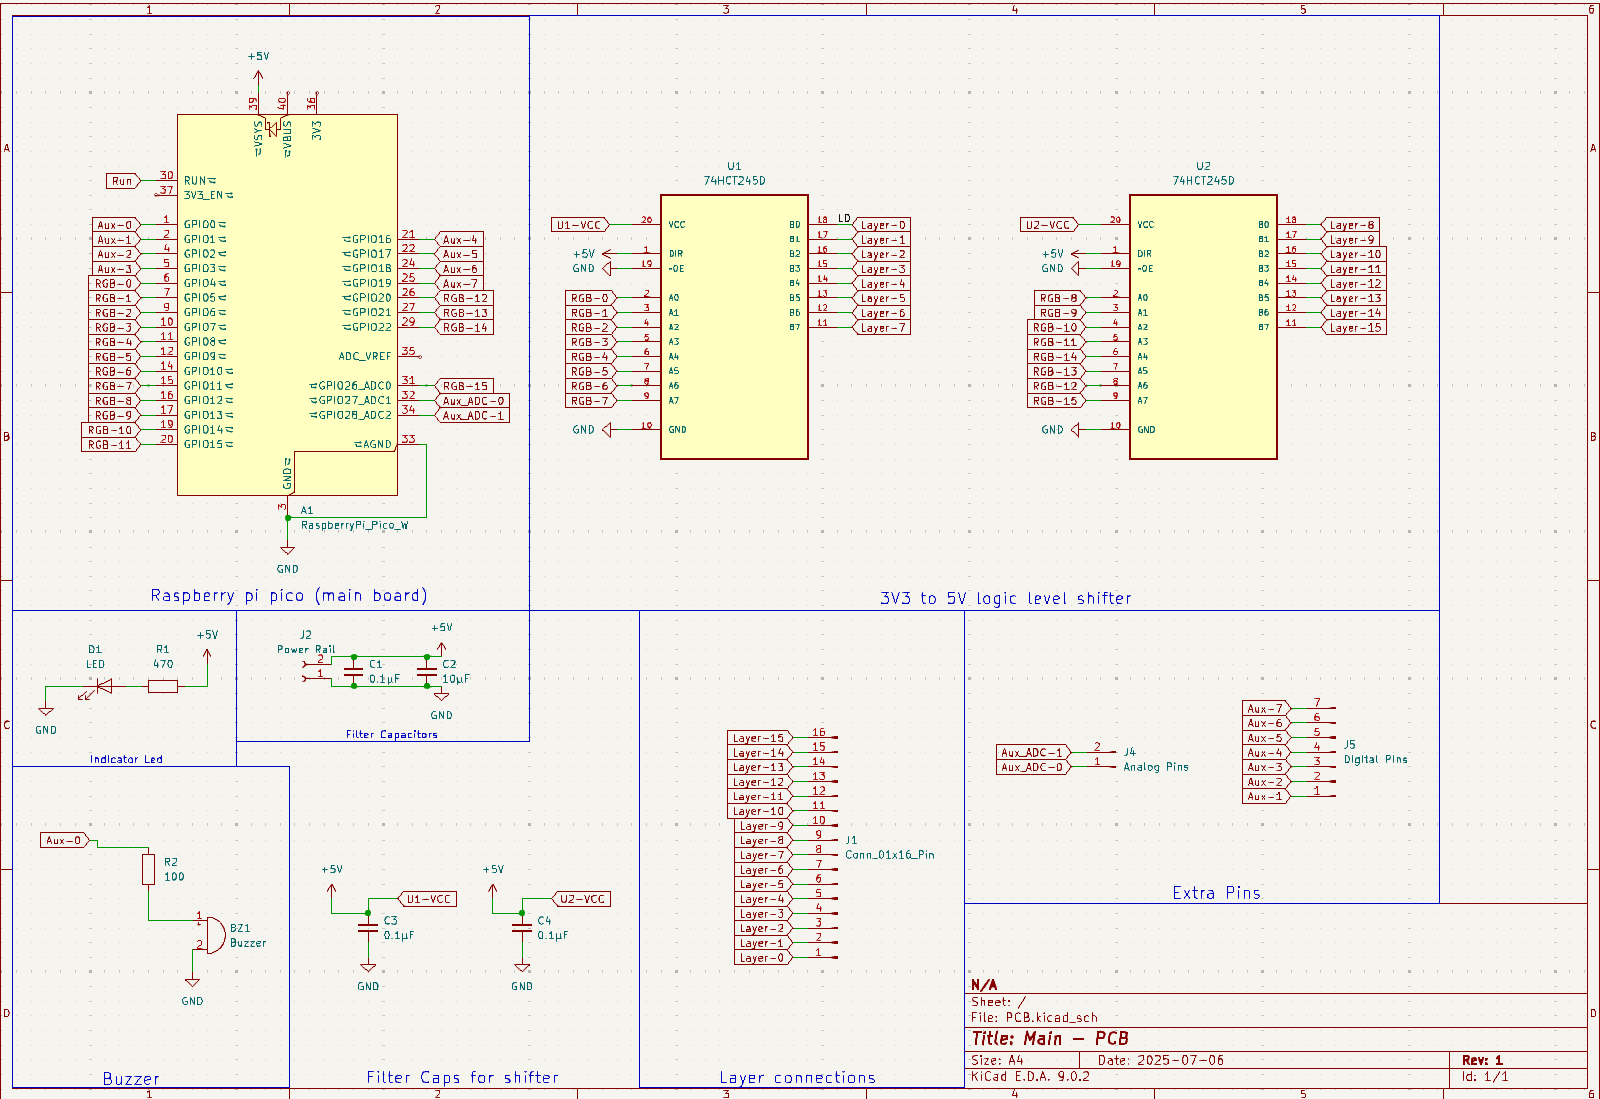 1 2 3 4 5 6
A
B
C
D
+5V
39 40 36
VSYS VBUS 3V3
Run 30 RUN
37 3V3_EN
Aux-0 1 GPIO0
Aux-1 2 GPIO1
Aux-2 4 GPIO2
Aux-3 5 GPIO3
RGB-0 6 GPIO4
RGB-1 7 GPIO5
RGB-2 9 GPIO6
RGB-3 10 GPIO7
RGB-4 11 GPIO8
RGB-5 12 GPIO9
RGB-6 14 GPIO10
RGB-7 15 GPIO11
RGB-8 16 GPIO12
RGB-9 17 GPIO13
RGB-10 19 GPIO14
RGB-11 20 GPIO15
GPIO16 21 Aux-4
GPIO17 22 Aux-5
GPIO18 24 Aux-6
GPIO19 25 Aux-7
GPIO20 26 RGB-12
GPIO21 27 RGB-13
GPIO22 29 RGB-14
ADC_VREF 35
GPIO26_ADC0 31 RGB-15
GPIO27_ADC1 32 Aux_ADC-0
GPIO28_ADC2 34 Aux_ADC-1
AGND 33
GND
3
A1
RaspberryPi_Pico_W
GND
Raspberry pi pico (main board)
U1
74HCT245D
U1-VCC 20 VCC
+5V 1 DIR
GND 19 -OE
RGB-0 2 A0
RGB-1 3 A1
RGB-2 4 A2
RGB-3 5 A3
RGB-4 6 A4
RGB-5 7 A5
RGB-6 8 A6
RGB-7 9 A7
GND 10 GND
B0 18 LD Layer-0
B1 17 Layer-1
B2 16 Layer-2
B3 15 Layer-3
B4 14 Layer-4
B5 13 Layer-5
B6 12 Layer-6
B7 11 Layer-7
U2
74HCT245D
U2-VCC 20 VCC
+5V 1 DIR
GND 19 -OE
RGB-8 2 A0
RGB-9 3 A1
RGB-10 4 A2
RGB-11 5 A3
RGB-14 6 A4
RGB-13 7 A5
RGB-12 8 A6
RGB-15 9 A7
GND 10 GND
B0 18 Layer-8
B1 17 Layer-9
B2 16 Layer-10
B3 15 Layer-11
B4 14 Layer-12
B5 13 Layer-13
B6 12 Layer-14
B7 11 Layer-15
3V3 to 5V logic level shifter
D1
LED
R1
470
+5V
GND
Indicator Led
J2
Power Rail
2
1
C1
0.1µF
C2
10µF
+5V
GND
Filter Capacitors
Aux-0
R2
100
1
2
BZ1
Buzzer
GND
Buzzer
+5V
U1-VCC
C3
0.1µF
GND
+5V
U2-VCC
C4
0.1µF
GND
Filter Caps for shifter
Layer-15 16
Layer-14 15
Layer-13 14
Layer-12 13
Layer-11 12
Layer-10 11
Layer-9 10
Layer-8 9
Layer-7 8
Layer-6 7
Layer-5 6
Layer-4 5
Layer-3 4
Layer-2 3
Layer-1 2
Layer-0 1
J1
Conn_01x16_Pin
Layer connections
Aux_ADC-1 2
Aux_ADC-0 1
J4
Analog Pins
Aux-7 7
Aux-6 6
Aux-5 5
Aux-4 4
Aux-3 3
Aux-2 2
Aux-1 1
J5
Digital Pins
Extra Pins
N/A
Sheet: /
File: PCB.kicad_sch
Title: Main - PCB
Size: A4 Date: 2025-07-06 Rev: 1
KiCad E.D.A. 9.0.2 Id: 1/1
A
B
C
D
1 2 3 4 5 6